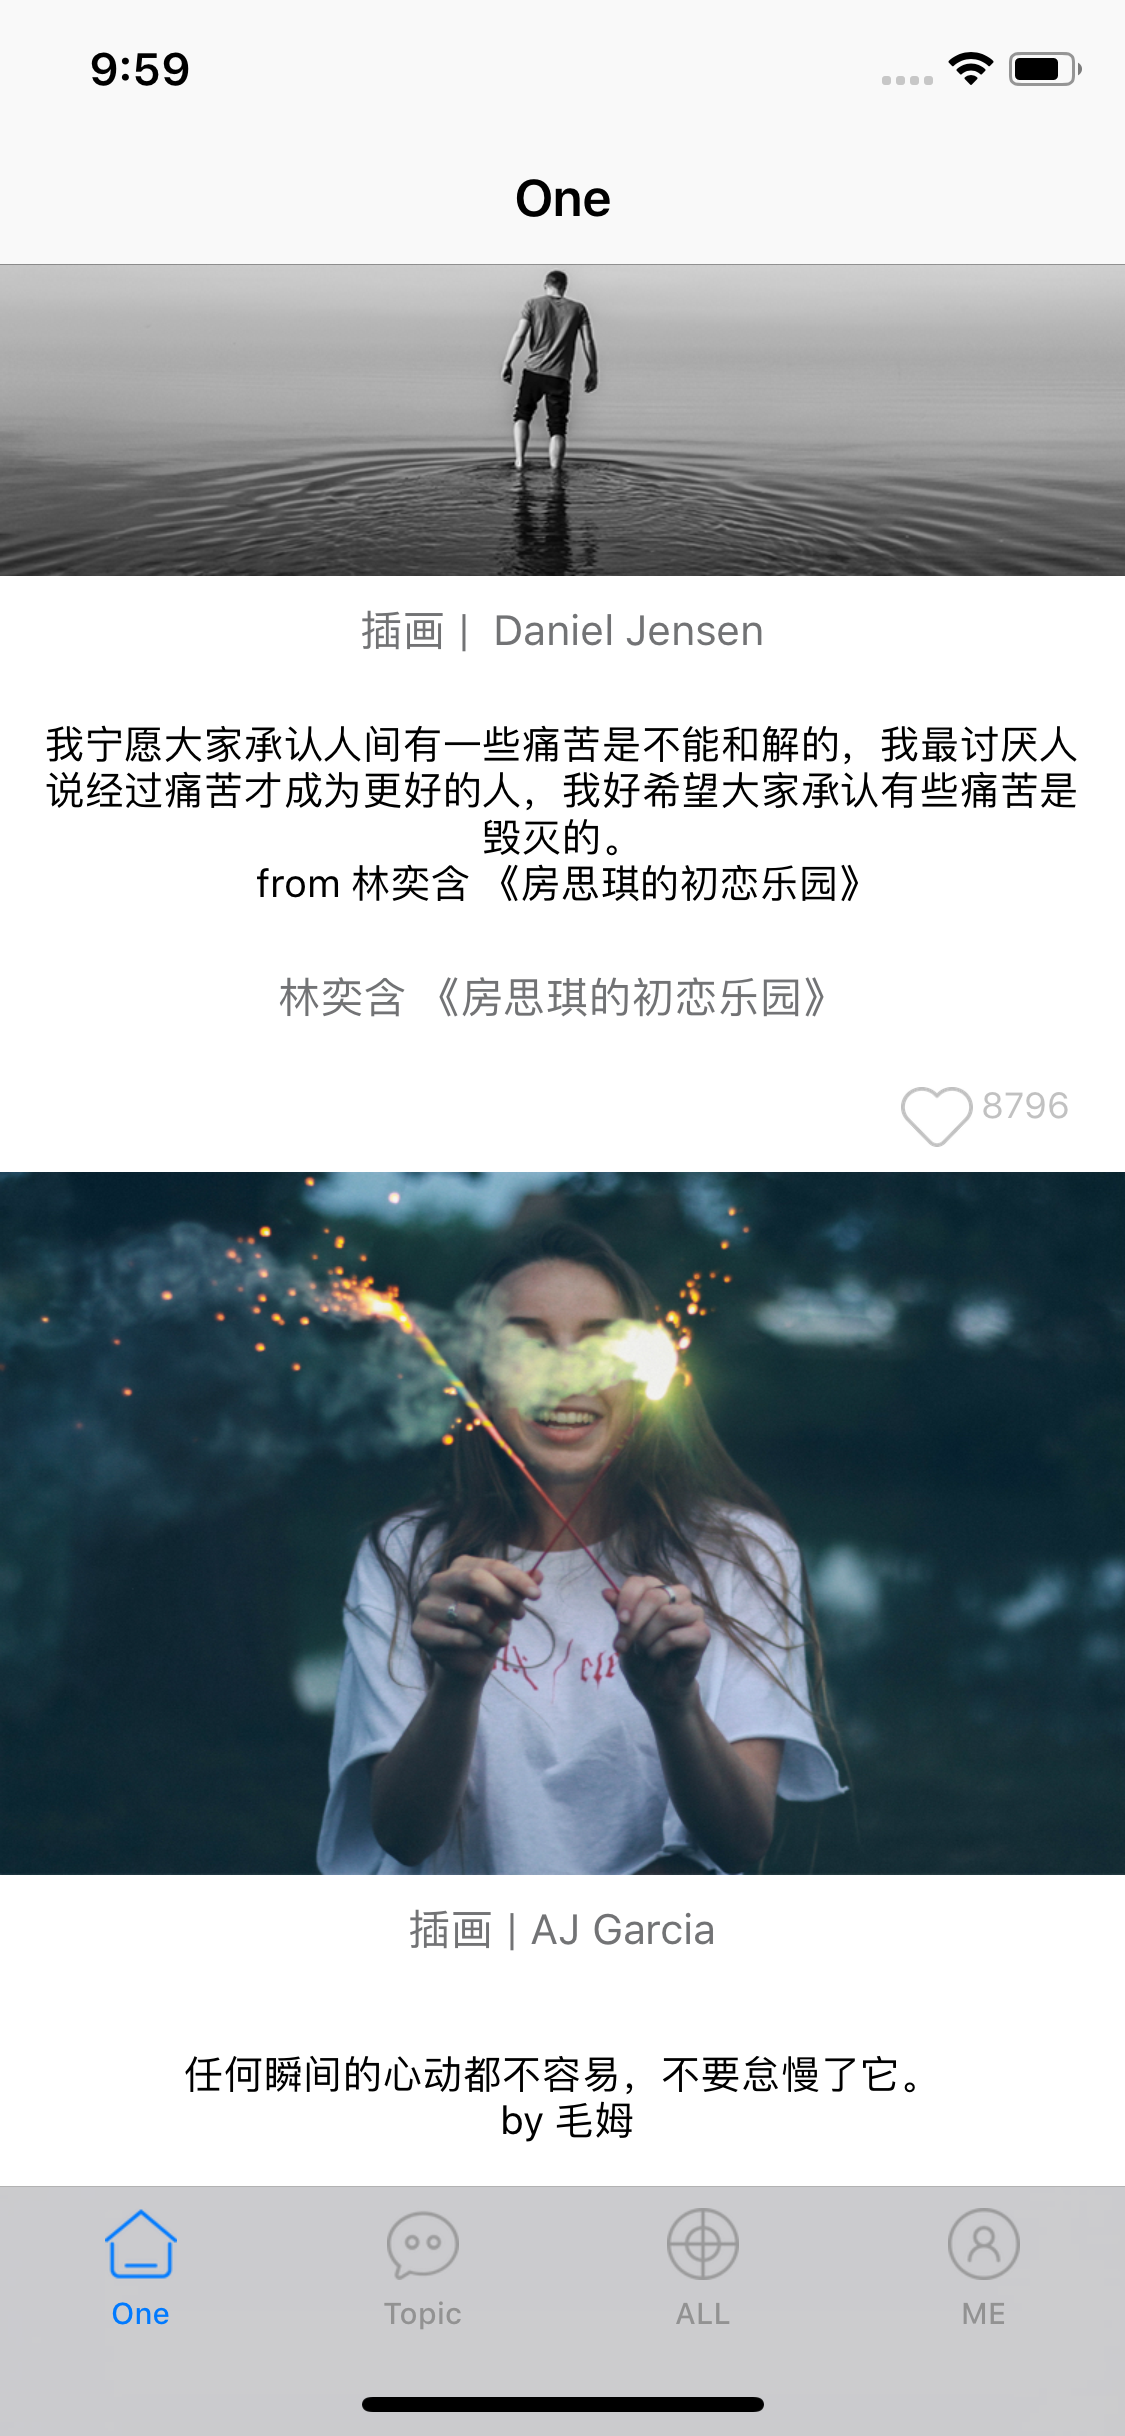 9:59
One
插画 |  Daniel Jensen
我宁愿大家承认人间有一些痛苦是不能和解的，我最讨厌人
说经过痛苦才成为更好的人，我好希望大家承认有些痛苦是
毁灭的。
from 林奕含 《房思琪的初恋乐园》
林奕含 《房思琪的初恋乐园》
8796
插画 | AJ Garcia
任何瞬间的心动都不容易，不要怠慢了它。
by 毛姆
One
Topic
ALL
ME